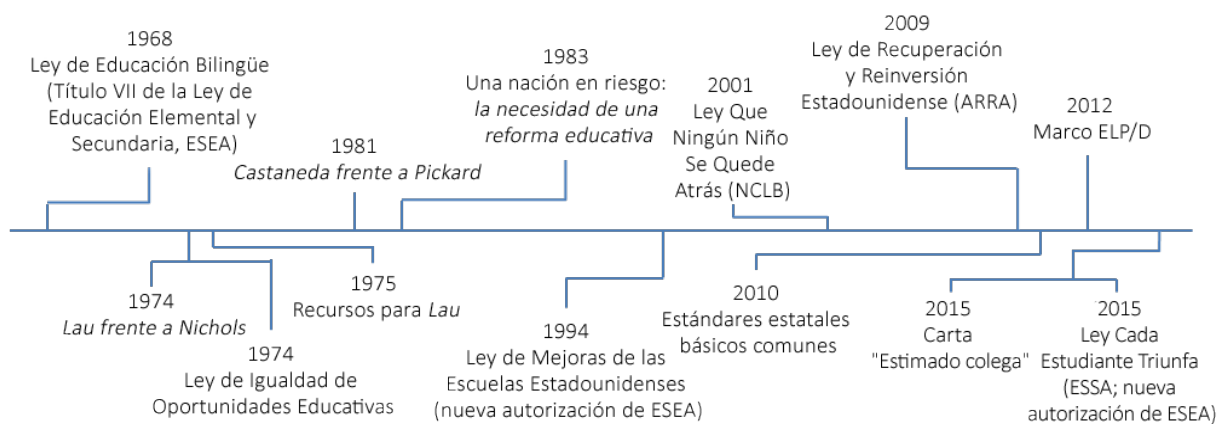 1968
Ley de Educación Bilingüe
(Título VII de la Ley de
Educación Elemental y
Secundaria, ESEA)
1974
Lau frente a Nichols
1974
Ley de Igualdad de
Oportunidades Educativas
1975
Recursos para Lau
1981
Castaneda frente a Pickard
1983
Una nación en riesgo:
la necesidad de una
reforma educativa
1994
Ley de Mejoras de las
Escuelas Estadounidenses
(nueva autorización de ESEA)
2001
Ley Que
Ningún Niño
Se Quede
Atrás (NCLB)
2009
Ley de Recuperación
y Reinversión
Estadounidense (ARRA)
2010
Estándares estatales
básicos comunes
2012
Marco ELP/D
2015
Carta
"Estimado colega"
2015
Ley Cada
Estudiante Triunfa
(ESSA; nueva
autorización de ESEA)